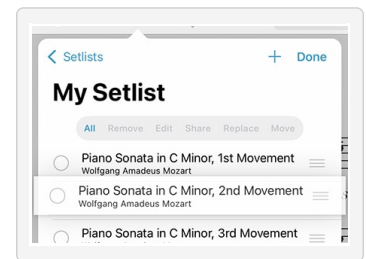 Setlists
+ Done
My Setlist
All Remove Edit Share Replace Move
Piano Sonata in C Minor, 1st Movement
Wolfgang Amadeus Mozart
Piano Sonata in C Minor, 2nd Movement
Wolfgang Amadeus Mozart
Piano Sonata in C Minor, 3rd Movement